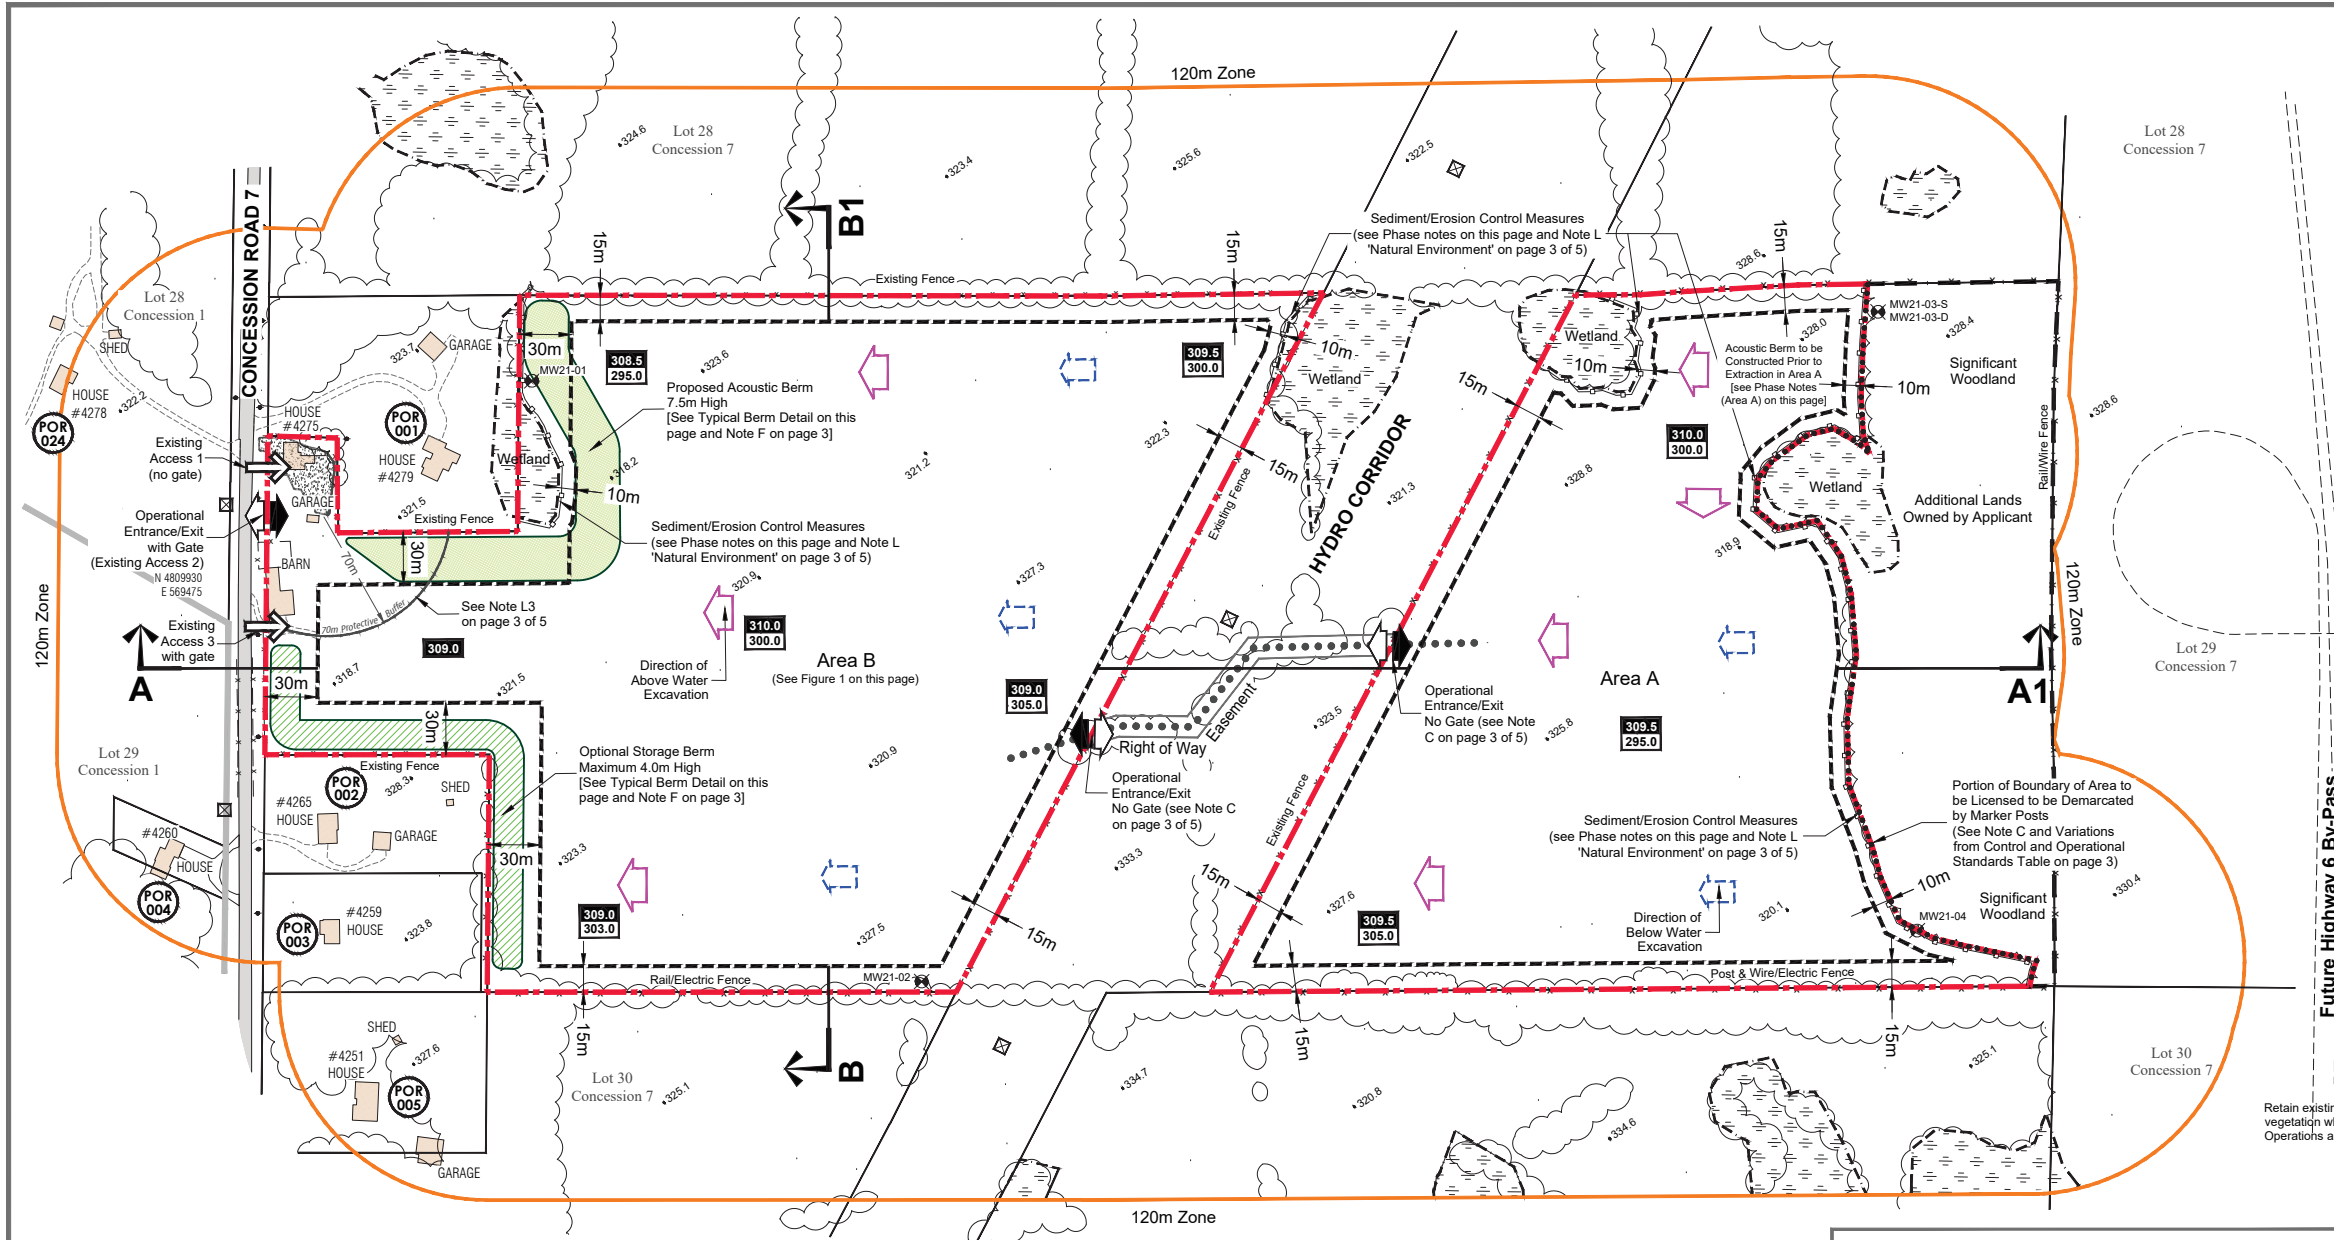 120m Zone
Lot 28
Concession 7
324.6
323.4
325.6
322.5
Lot 28
Concession 7
CONCESSION ROAD 7
B1
Sediment/Erosion Control Measures
(see Phase notes on this page and Note L
'Natural Environment' on page 3 of 5)
15m
15m
15m
328.6
Existing Fence
Lot 28
Concession 1
SHED
HOUSE
#4278
322.2
POR
024
323.7
GARAGE
HOUSE
#4275
POR
001
HOUSE
#4279
GARAGE
321.5
Existing Fence
Wetland
30m
MW21-01
308.5
295.0
323.6
Proposed Acoustic Berm
7.5m High
[See Typical Berm Detail on this
page and Note F on page 3]
318.2
10m
321.2
Sediment/Erosion Control Measures
(see Phase notes on this page and Note L
'Natural Environment' on page 3 of 5)
309.5
300.0
10m
Wetland
322.3
15m
Existing Fence
HYDRO CORRIDOR
321.3
15m
Wetland
10m
Acoustic Berm to be
Constructed Prior to
Extraction in Area A
[see Phase Notes
(Area A) on this page]
328.0
MW21-03-S
MW21-03-D
328.4
Significant
Woodland
10m
328.6
310.0
300.0
328.8
Wetland
Additional Lands
Owned by Applicant
Rail/Wire Fence
318.9
Existing
Access 1
(no gate)
Operational
Entrance/Exit
with Gate
(Existing Access 2)
N 4809930
E 569475
BARN
70m
70m Protective Buffer
30m
See Note L3
on page 3 of 5
Existing
Access 3
with gate
120m Zone
A
30m
318.7
309.0
321.5
30m
320.9
310.0
300.0
Direction of
Above Water
Excavation
Area B
(See Figure 1 on this page)
327.3
309.0
305.0
Right of Way
Easement
323.5
Operational
Entrance/Exit
No Gate (see Note
C on page 3 of 5)
Operational
Entrance/Exit
No Gate (see Note C
on page 3 of 5)
Area A
325.8
309.5
295.0
A1
120m Zone
Lot 29
Concession 7
Lot 29
Concession 1
Existing Fence
POR
002
328.3
SHED
#4265
HOUSE
GARAGE
#4260
HOUSE
POR
004
POR
003
#4259
HOUSE
323.8
Optional Storage Berm
Maximum 4.0m High
[See Typical Berm Detail on this
page and Note F on page 3]
30m
323.3
320.9
309.0
303.0
327.5
333.3
15m
15m
Existing Fence
327.6
309.5
305.0
Sediment/Erosion Control Measures
(see Phase notes on this page and Note L
'Natural Environment' on page 3 of 5)
Direction of
Below Water
Excavation
320.1
10m
MW21-04
Portion of Boundary of Area to
be Licensed to be Demarcated
by Marker Posts
(See Note C and Variations
from Control and Operational
Standards Table on page 3)
Significant
Woodland
330.4
Future Highway 6 By-Pass
Rail/Electric Fence
MW21-02
Post & Wire/Electric Fence
15m
15m
15m
B
SHED
#4251
HOUSE
327.6
POR
005
GARAGE
Lot 30
Concession 7
325.1
334.7
320.8
334.6
325.1
Lot 30
Concession 7
Retain existin
vegetation wh
Operations a
120m Zone